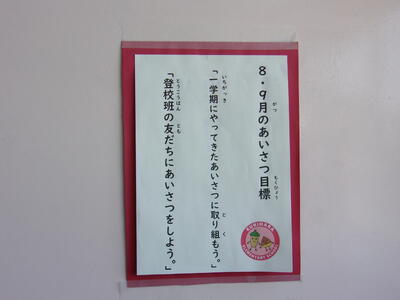 8・9月のあいさつ目標
「一学期にやってきたあいさつに取り組もう。」
「登校班の友だちにあいさつをしよう。」